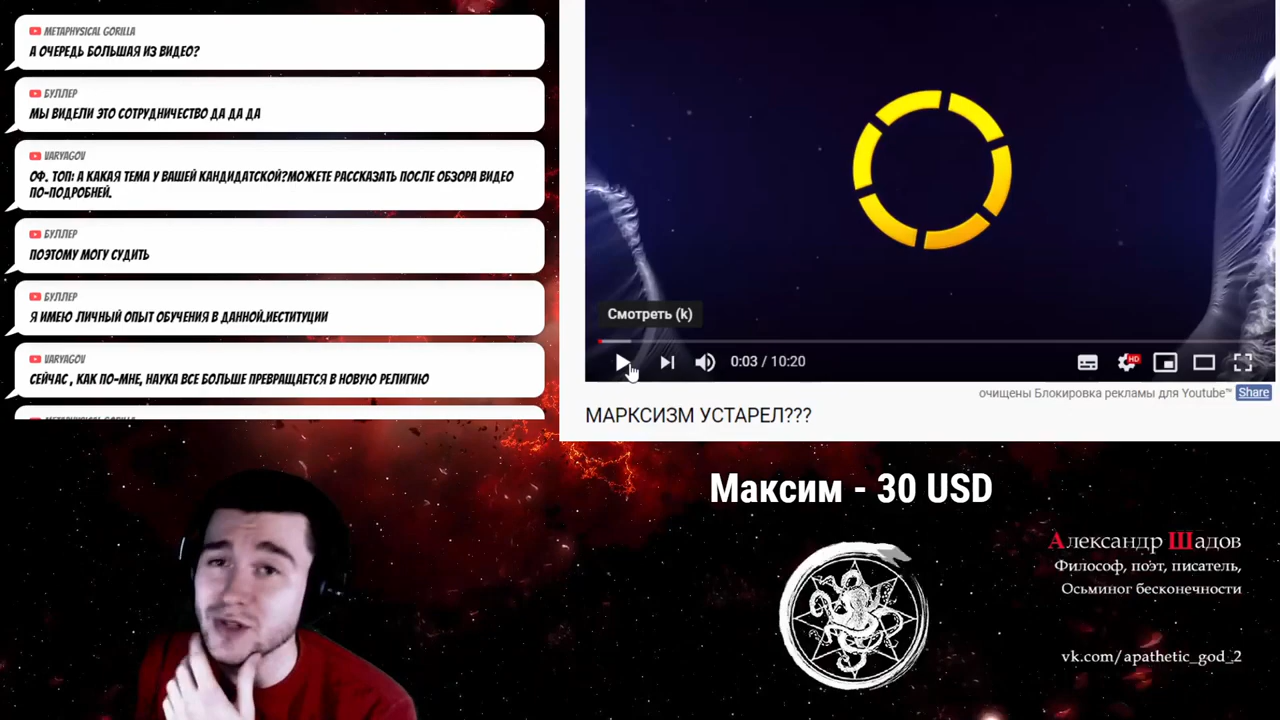 METAPHYSICAL GORILLA
А ОЧЕРЕДЬ БОЛЬШАЯ ИЗ ВИДЕО?
БУЛЛЕР
МЫ ВИДЕЛИ ЭТО СОТРУДНИЧЕСТВО ДА ДА ДА
VARYAGOV
ОФ. ТОП: А КАКАЯ ТЕМА У ВАШЕЙ КАНДИДАТСКОЙ?МОЖЕТЕ РАССКАЗАТЬ ПОСЛЕ ОБЗОРА ВИДЕО
ПО-ПОДРОБНЕЙ.
БУЛЛЕР
ПОЭТОМУ МОГУ СУДИТЬ
БУЛЛЕР
Я ИМЕЮ ЛИЧНЫЙ ОПЫТ ОБУЧЕНИЯ В ДАННОЙ.ИЕСТИТУЦИИ
VARYAGOV
СЕЙЧАС , КАК ПО-МНЕ, НАУКА ВСЕ БОЛЬШЕ ПРЕВРАЩАЕТСЯ В НОВУЮ РЕЛИГИЮ
Смотреть (k)
0:03 / 10:20
HD
очищены Блокировка рекламы для Youtube™ Share
МАРКСИЗМ УСТАРЕЛ???
Максим - 30 USD
Александр Шадов
Философ, поэт, писатель,
Осьминог бесконечности
vk.com/apathetic_god_2